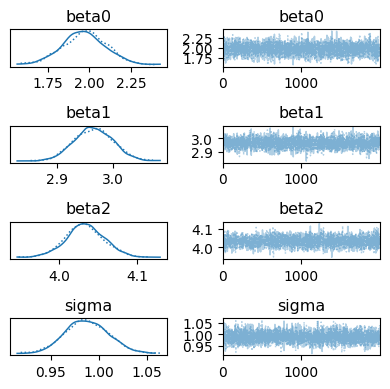 beta0 beta0
2.25
2.00
1.75
1.75 2.00 2.25 0 1000
beta1 beta1
3.0
2.9
2.9 3.0 0 1000
beta2 beta2
4.1
4.0
4.0 4.1 0 1000
sigma sigma
1.05
1.00
0.95
0.95 1.00 1.05 0 1000